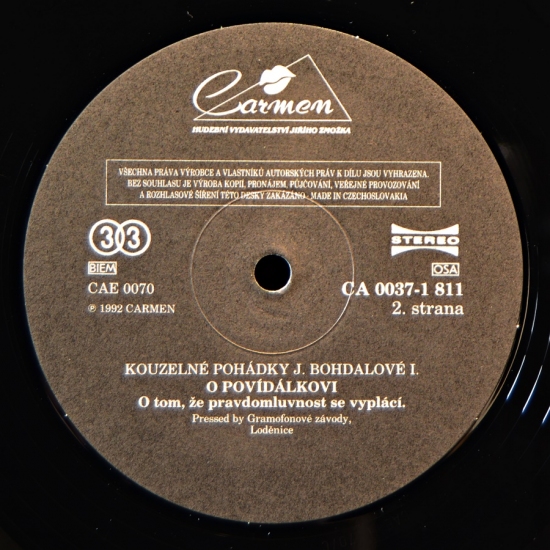 Carmen
HUDEBNÍ VYDAVATELSTVÍ JIŘÍHO ZMOŽKA
VŠECHNA PRÁVA VÝROBCE A VLASTNÍKŮ AUTORSKÝCH PRÁV K DÍLU JSOU VYHRAZENA.
BEZ SOUHLASU JE VÝROBA KOPIÍ, PRONÁJEM, PŮJČOVÁNÍ, VEŘEJNÉ PROVOZOVÁNÍ
A ROZHLASOVÉ ŠÍŘENÍ TÉTO DESKY ZAKÁZÁNO · MADE IN CZECHOSLOVAKIA
33
STEREO
BIEM
OSA
CAE 0070
CA 0037-1 811
℗ 1992 CARMEN
2. strana
KOUZELNÉ POHÁDKY J. BOHDALOVÉ I.
O POVÍDÁLKOVI
O tom, že pravdomluvnost se vyplácí.
Pressed by Gramofonové závody,
Loděnice